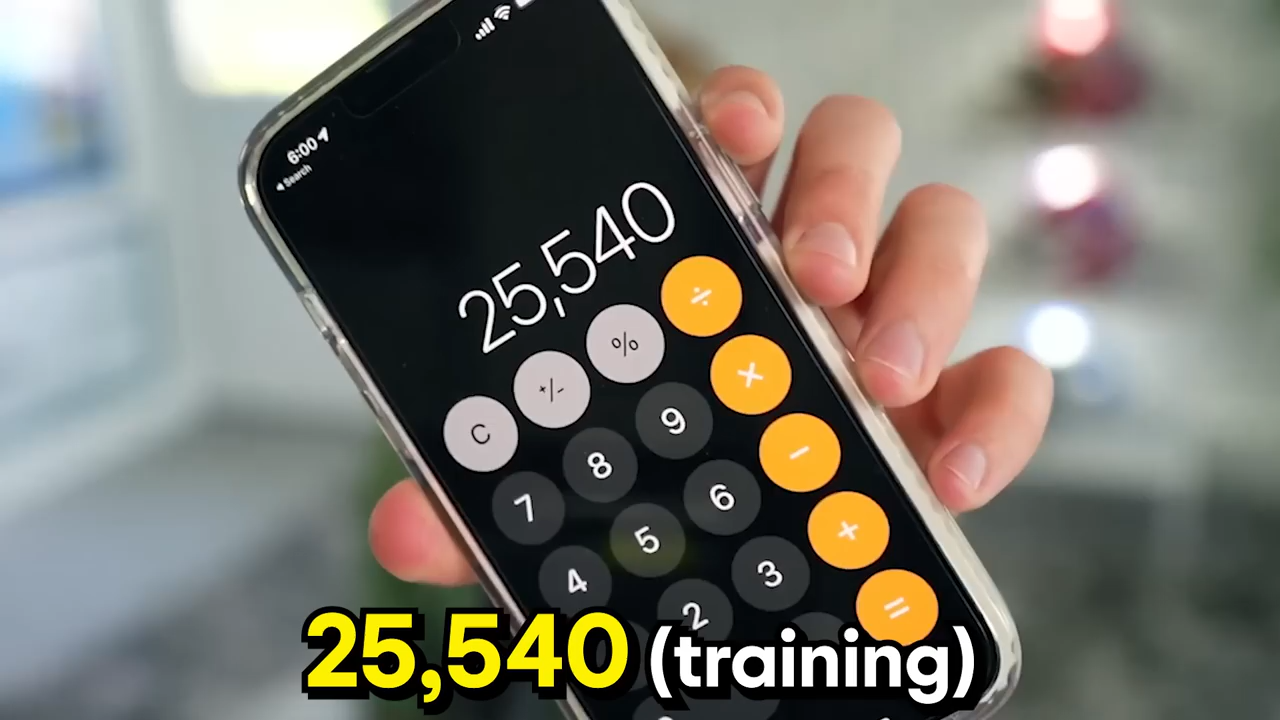 6:00
◀ Search
25,540
C +/- % ÷
7 8 9 ×
4 5 6 −
2 3 +
=
25,540 (training)